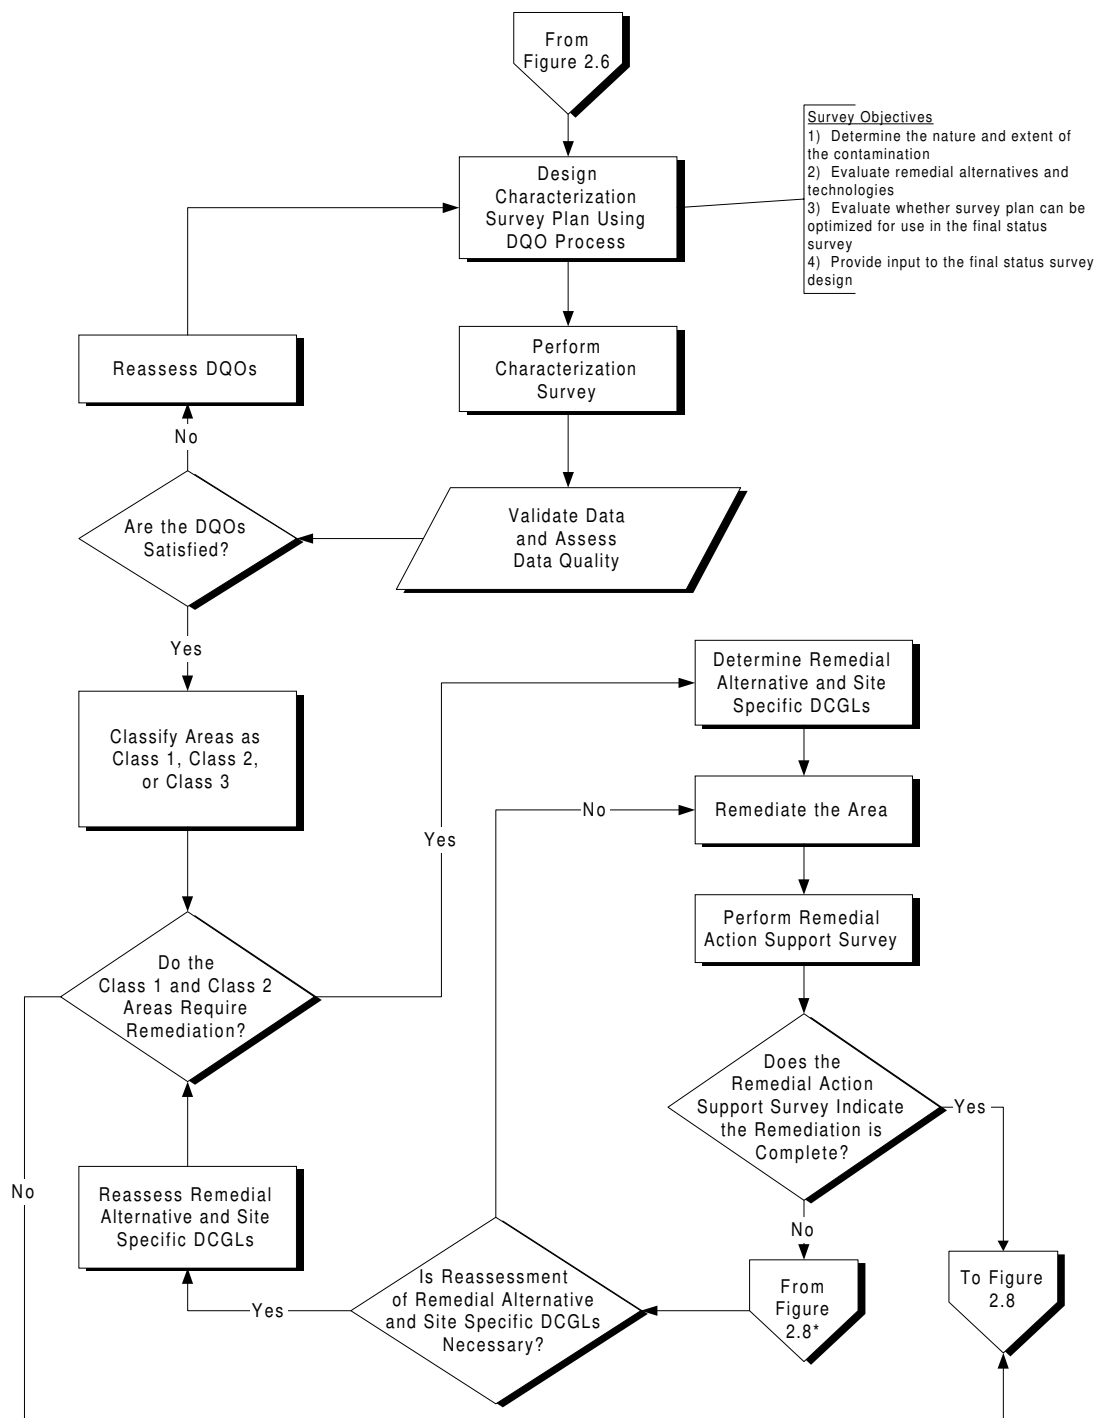 From
Figure 2.6
Survey Objectives
1) Determine the nature and extent of
the contamination
2) Evaluate remedial alternatives and
technologies
3) Evaluate whether survey plan can be
optimized for use in the final status
survey
4) Provide input to the final status survey
design
Design
Characterization
Survey Plan Using
DQO Process
Reassess DQOs
Perform
Characterization
Survey
No
Are the DQOs
Satisfied?
Validate Data
and Assess
Data Quality
Yes
Classify Areas as
Class 1, Class 2,
or Class 3
Determine Remedial
Alternative and Site
Specific DCGLs
No
Remediate the Area
Yes
Perform Remedial
Action Support Survey
Do the
Class 1 and Class 2
Areas Require
Remediation?
Does the
Remedial Action
Support Survey Indicate
the Remediation is
Complete?
Yes
No
Reassess Remedial
Alternative and Site
Specific DCGLs
No
Is Reassessment
of Remedial Alternative
and Site Specific DCGLs
Necessary?
Yes
From
Figure
2.8*
To Figure
2.8